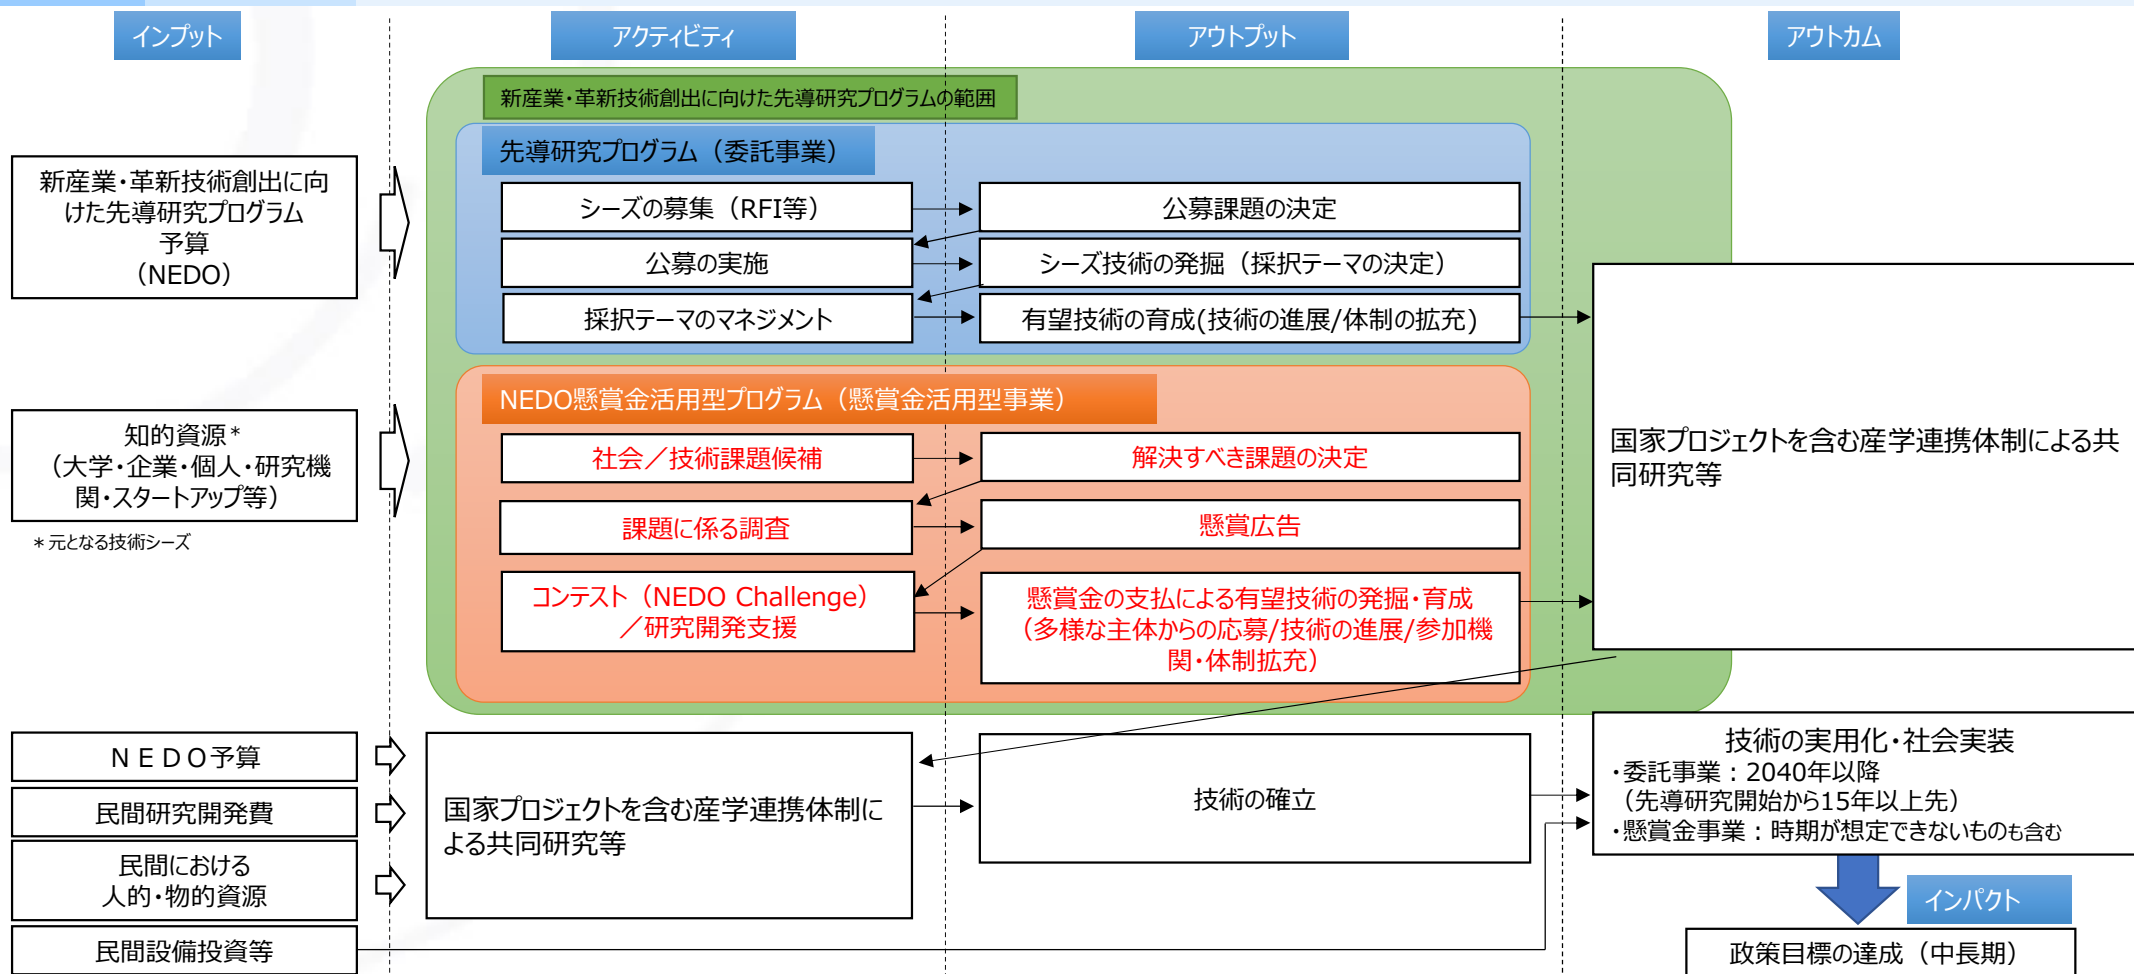 インプット
アクティビティ
アウトプット
アウトカム
新産業・革新技術創出に向けた先導研究プログラムの範囲
先導研究プログラム（委託事業）
新産業・革新技術創出に向
けた先導研究プログラム
予算
（NEDO）
シーズの募集（RFI等）
公募課題の決定
公募の実施
シーズ技術の発掘（採択テーマの決定）
採択テーマのマネジメント
有望技術の育成(技術の進展/体制の拡充)
NEDO懸賞金活用型プログラム（懸賞金活用型事業）
知的資源*
（大学・企業・個人・研究機
関・スタートアップ等）
*元となる技術シーズ
社会／技術課題候補
解決すべき課題の決定
課題に係る調査
懸賞広告
コンテスト（NEDO Challenge）
／研究開発支援
懸賞金の支払による有望技術の発掘・育成
（多様な主体からの応募/技術の進展/参加機
関・体制拡充）
国家プロジェクトを含む産学連携体制による共
同研究等
ＮＥＤＯ予算
民間研究開発費
民間における
人的・物的資源
民間設備投資等
国家プロジェクトを含む産学連携体制に
よる共同研究等
技術の確立
技術の実用化・社会実装
・委託事業：2040年以降
（先導研究開始から15年以上先）
・懸賞金事業：時期が想定できないものも含む
インパクト
政策目標の達成（中長期）